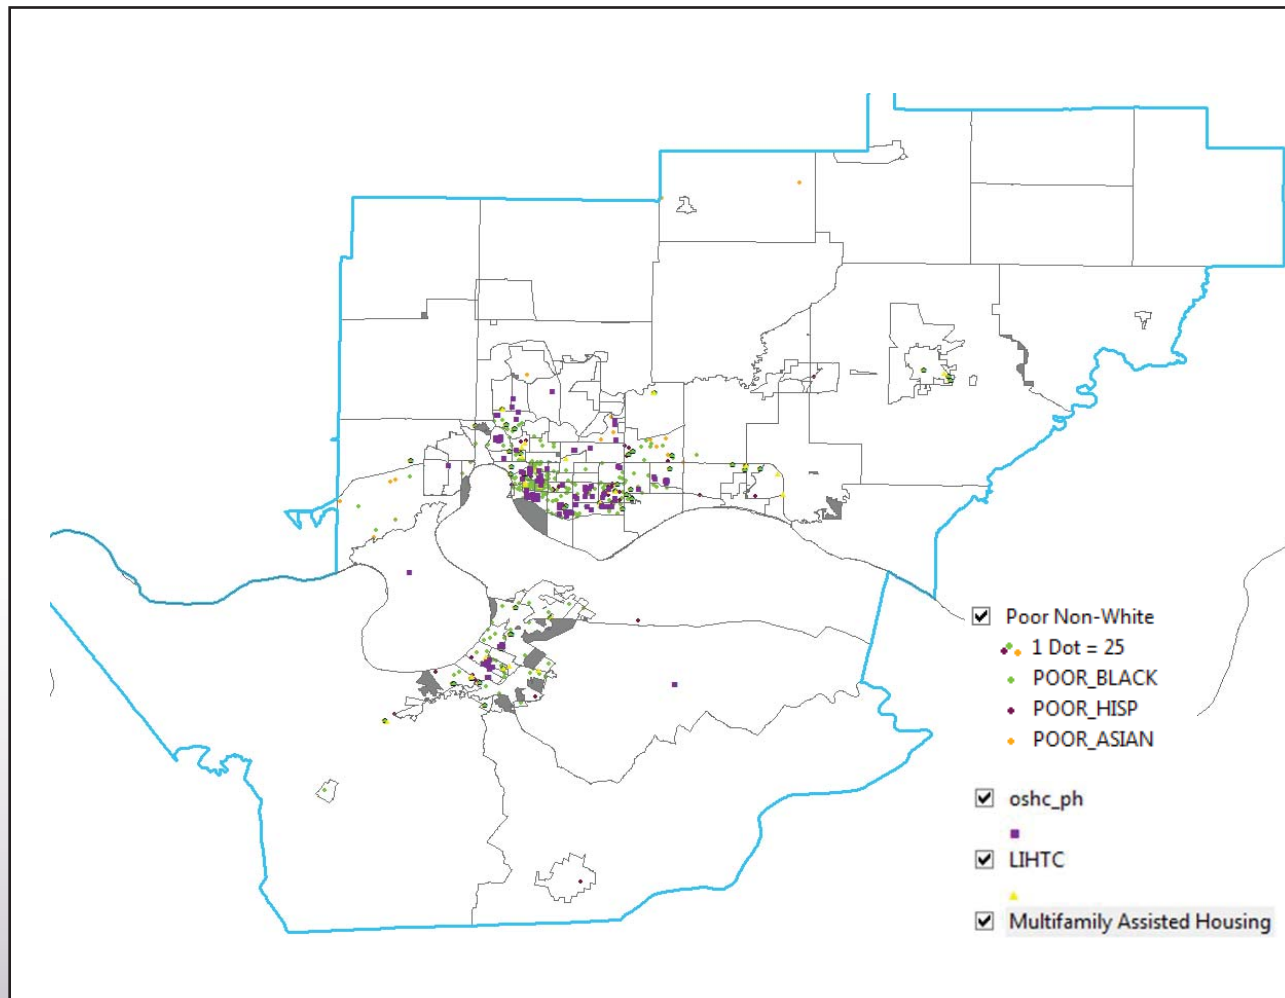 Poor Non-White
1 Dot = 25
POOR_BLACK
POOR_HISP
POOR_ASIAN
oshc_ph
LIHTC
Multifamily Assisted Housing